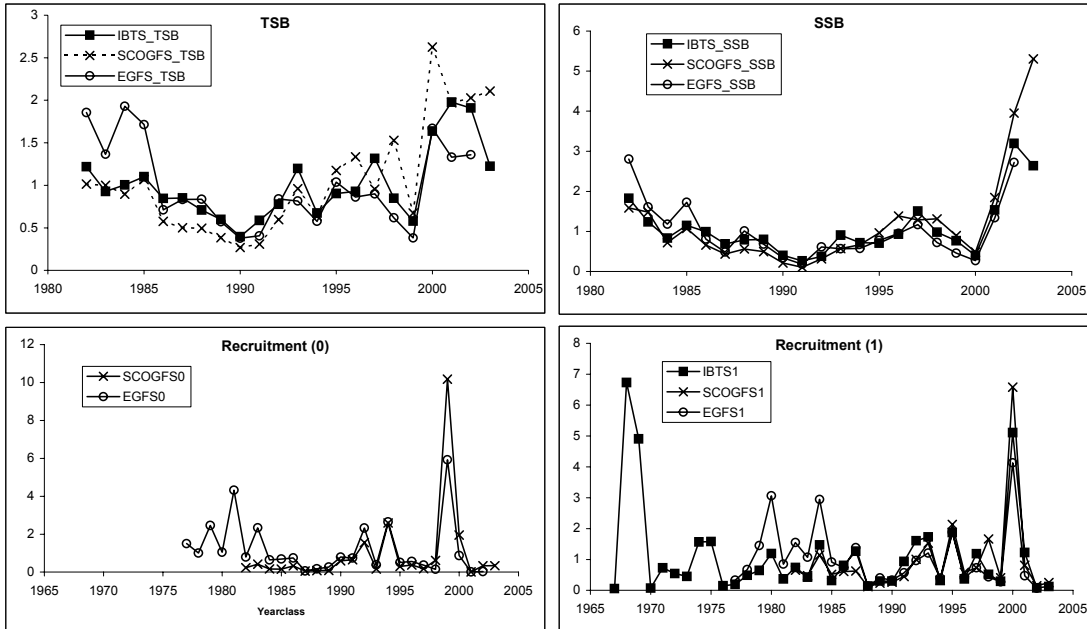 TSB
3
2.5
2
1.5
1
0.5
0
IBTS_TSB
SCOGFS_TSB
EGFS_TSB
1980 1985 1990 1995 2000 2005
SSB
6
5
4
3
2
1
0
IBTS_SSB
SCOGFS_SSB
EGFS_SSB
1980 1985 1990 1995 2000 2005
Recruitment (0)
12
10
8
6
4
2
0
SCOGFS0
EGFS0
1965 1970 1975 1980 1985 1990 1995 2000 2005
Yearclass
Recruitment (1)
8
7
6
5
4
3
2
1
0
IBTS1
SCOGFS1
EGFS1
1965 1970 1975 1980 1985 1990 1995 2000 2005